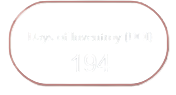 Days of Inventory (DOI)
194